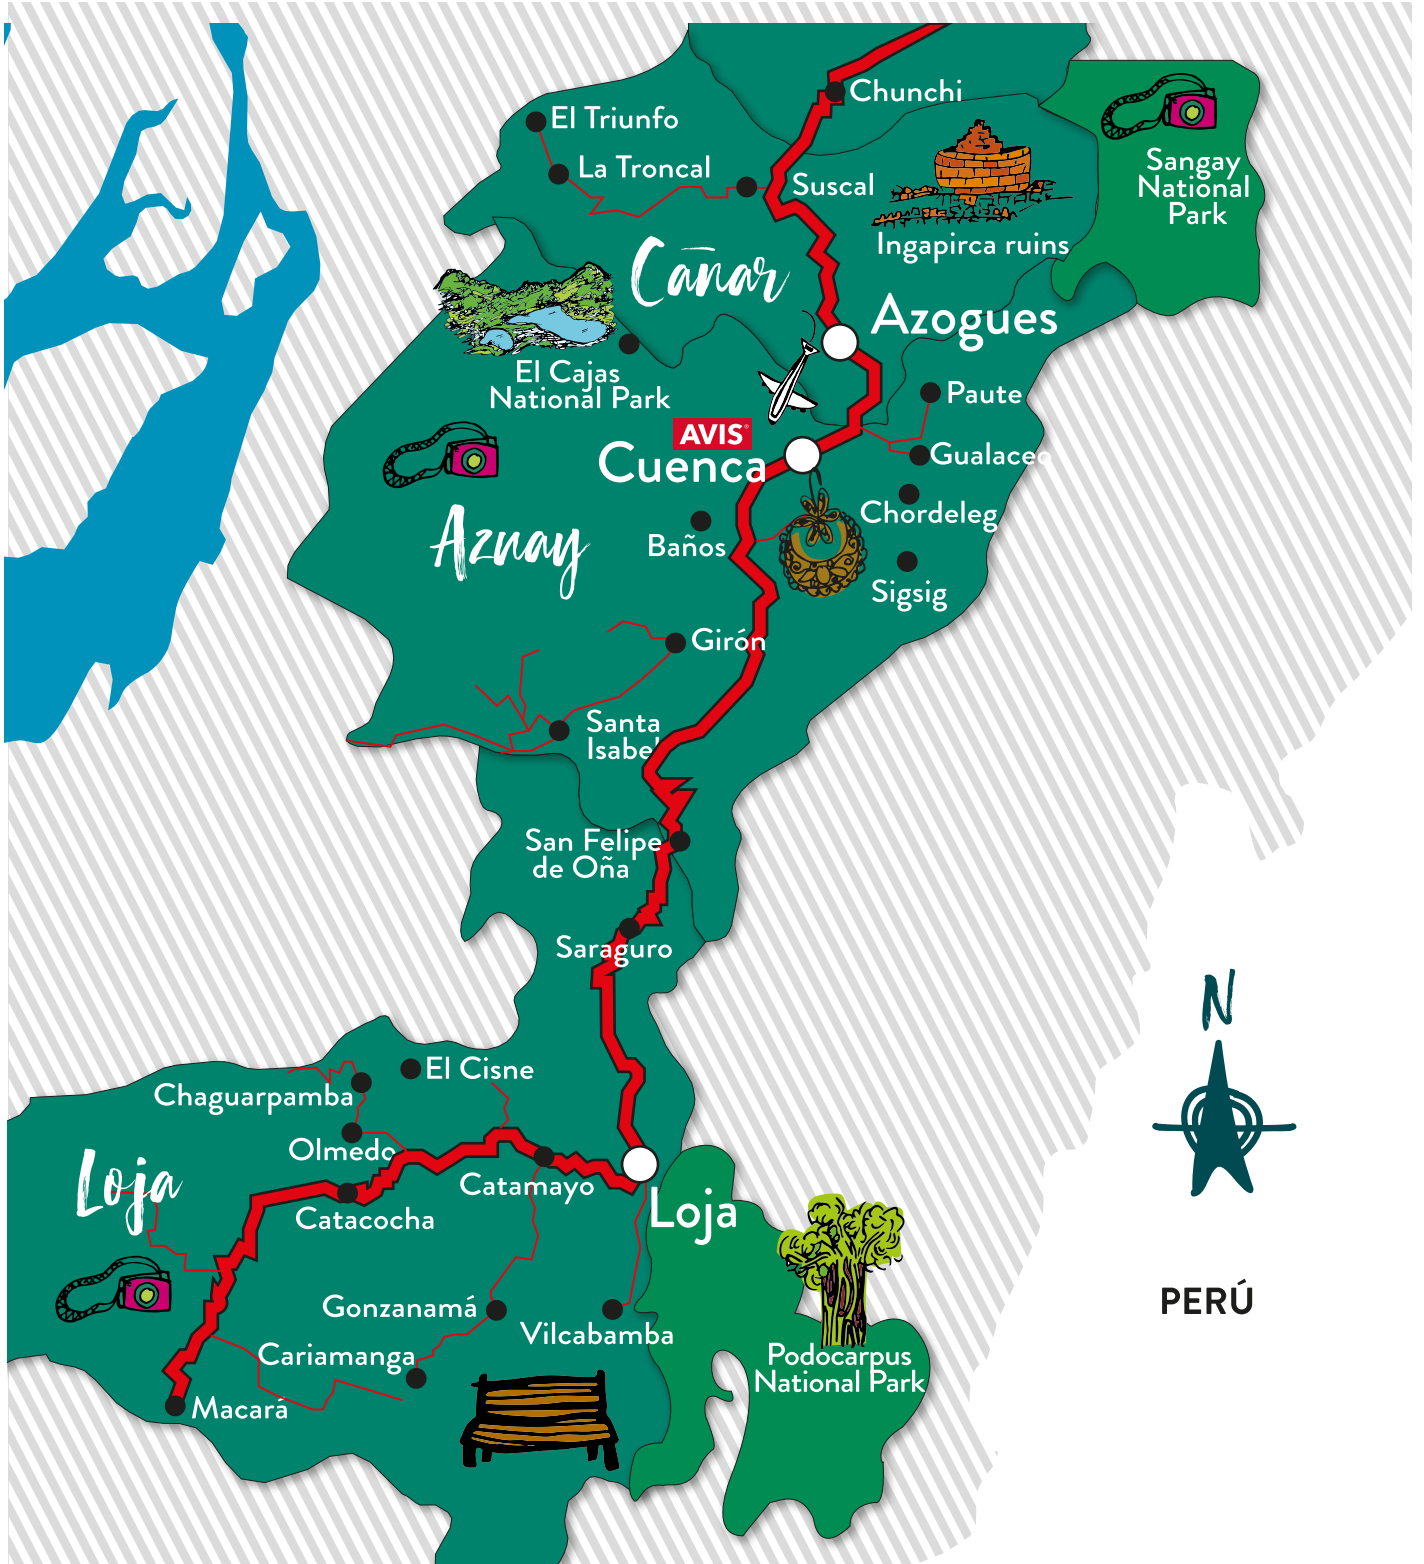 Chunchi
El Triunfo
La Troncal
Suscal
Sangay
National
Park
Ingapirca ruins
Cañar
Azogues
El Cajas
National Park
Paute
AVIS
Cuenca
Gualaceo
Chordeleg
Baños
Aznay
Sigsig
Girón
Santa
Isabel
San Felipe
de Oña
Saraguro
N
El Cisne
Chaguarpamba
Olmedo
Loja
Catamayo
Catacocha
Loja
PERÚ
Gonzanamá
Vilcabamba
Cariamanga
Podocarpus
National Park
Macará